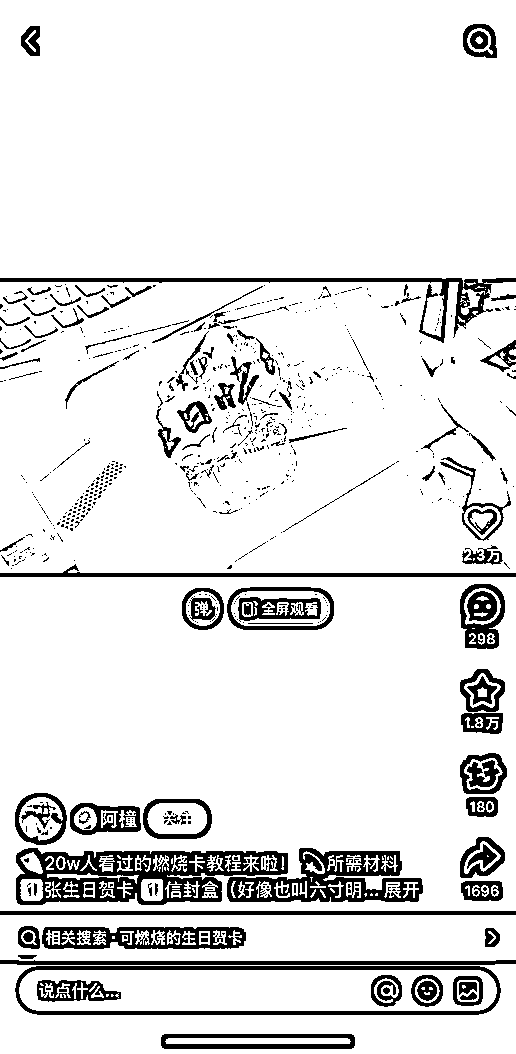 2.3万
弹
全屏观看
298
1.8万
180
阿橦
关注
20w人看过的燃烧卡教程来啦！ 所需材料
1️⃣张生日贺卡 1️⃣信封盒（好像也叫六寸明... 展开
1696
相关搜索·可燃烧的生日贺卡
说点什么...